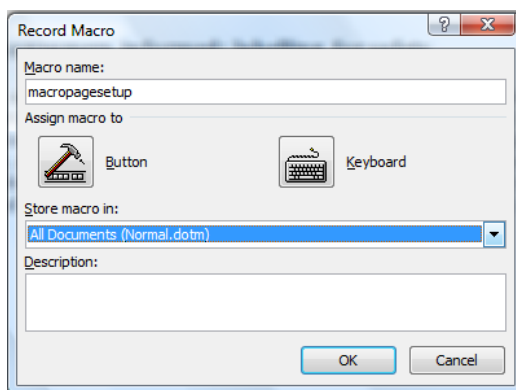 Record Macro
Macro name:
macropagesetup
Assign macro to
Button
Keyboard
Store macro in:
All Documents (Normal.dotm)
Description:
OK
Cancel